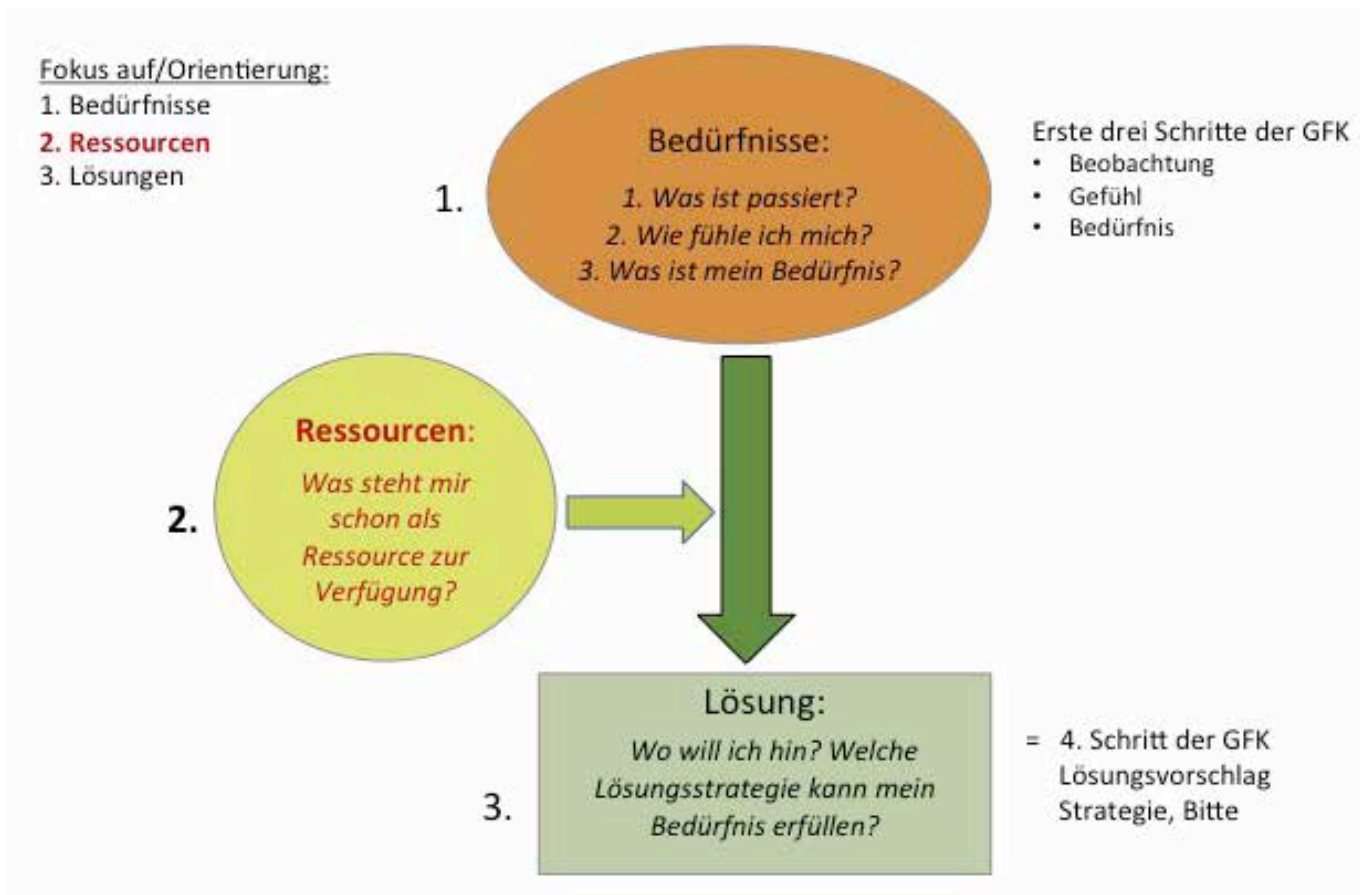 Fokus auf/Orientierung:
1. Bedürfnisse
2. Ressourcen
3. Lösungen
1.
Bedürfnisse:
1. Was ist passiert?
2. Wie fühle ich mich?
3. Was ist mein Bedürfnis?
Erste drei Schritte der GFK
• Beobachtung
• Gefühl
• Bedürfnis
2.
Ressourcen:
Was steht mir
schon als
Ressource zur
Verfügung?
3.
Lösung:
Wo will ich hin? Welche
Lösungsstrategie kann mein
Bedürfnis erfüllen?
= 4. Schritt der GFK
Lösungsvorschlag
Strategie, Bitte